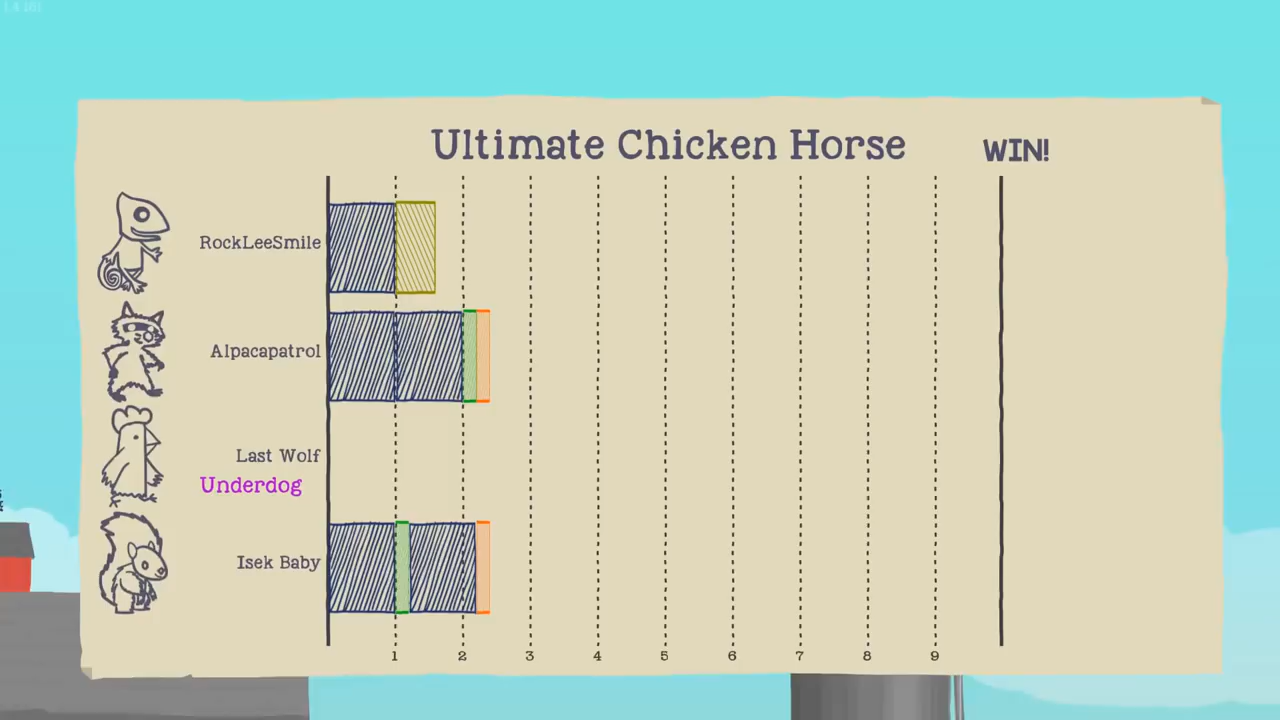 Ultimate Chicken Horse
WIN!
RockLeeSmile
Alpacapatrol
Last Wolf
Underdog
Isek Baby
1 2 3 4 5 6 7 8 9